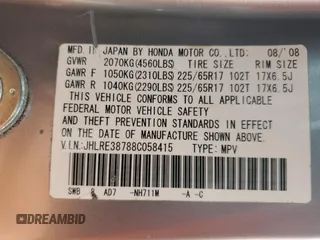 MFD. IN JAPAN BY HONDA MOTOR CO., LTD: 08/'08
GVWR 2070KG(4560LBS) TIRE SIZE RIM SIZE
GAWR F 1050KG(2310LBS) 225/65R17 102T 17X6.5J
GAWR R 1040KG(2290LBS) 225/65R17 102T 17X6.5J
THIS VEHICLE CONFORMS TO ALL APPLICABLE
FEDERAL MOTOR VEHICLE SAFETY
AND THEFT PREVENTION STANDARDS IN EFFECT
ON THE DATE OF MANUFACTURE SHOWN ABOVE.
V.I.N: JHLRE38788C058415 TYPE: MPV
SWB 8 AD7 -NH711M -A -C
DREAMBID